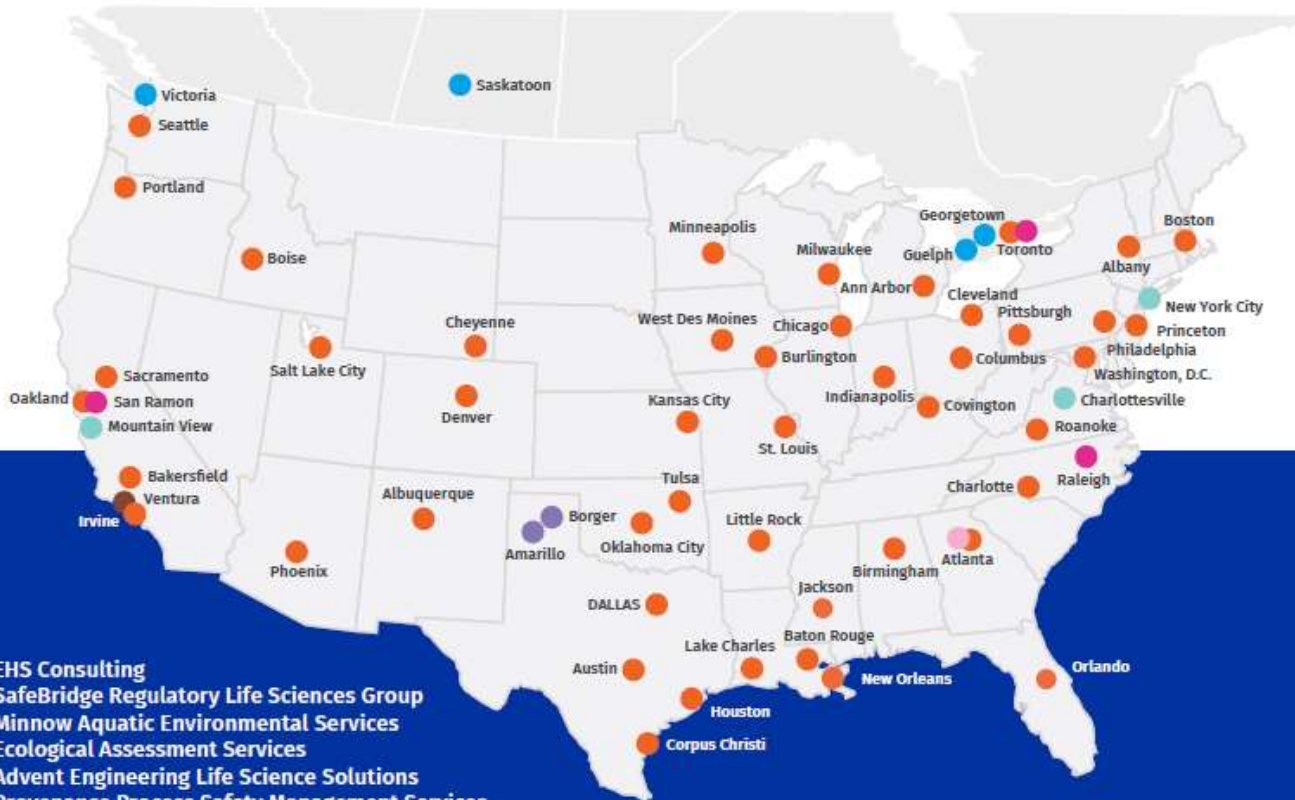 Saskatoon
Victoria
Seattle
Portland
Georgetown
Boston
Minneapolis
Milwaukee
Guelph
Toronto
Boise
Albany
Ann Arbor
Cleveland
New York City
Pittsburgh
West Des Moines
Chicago
Cheyenne
Princeton
Burlington
Philadelphia
Columbus
Salt Lake City
Washington, D.C.
Sacramento
Oakland
San Ramon
Indianapolis
Kansas City
Charlottesville
Covington
Denver
Mountain View
Roanoke
St. Louis
Bakersfield
Tulsa
Raleigh
Charlotte
Ventura
Albuquerque
Irvine
Borger
Little Rock
Oklahoma City
Amarillo
Atlanta
Phoenix
Birmingham
Jackson
DALLAS
Baton Rouge
Lake Charles
Austin
Orlando
New Orleans
Houston
Corpus Christi
EHS Consulting
SafeBridge Regulatory Life Sciences Group
Minnow Aquatic Environmental Services
Ecological Assessment Services
Advent Engineering Life Science Solutions
Provenance Process Safety Management Services